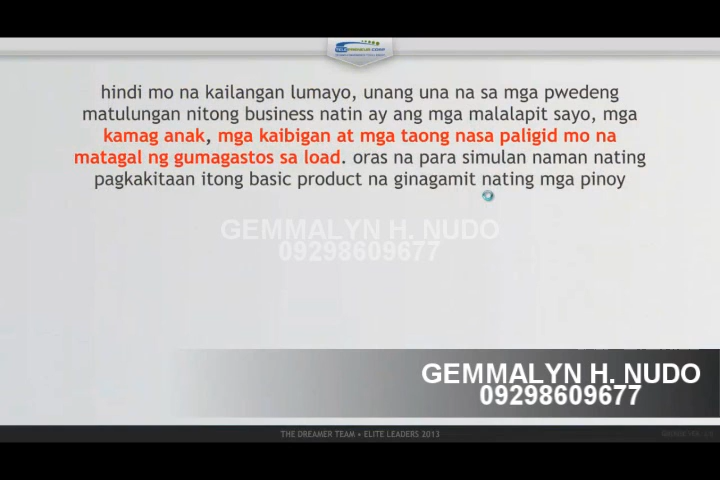 hindi mo na kailangan lumayo, unang una na sa mga pwedeng
matulungan nitong business natin ay ang mga malalapit sayo, mga
kamag anak, mga kaibigan at mga taong nasa paligid mo na
matagal ng gumagastos sa load. oras na para simulan naman nating
pagkakitaan itong basic product na ginagamit nating mga pinoy
GEMMALYN H. NUDO
09298609677
GEMMALYN H. NUDO
09298609677
THE DREAMER TEAM • ELITE LEADERS 2013